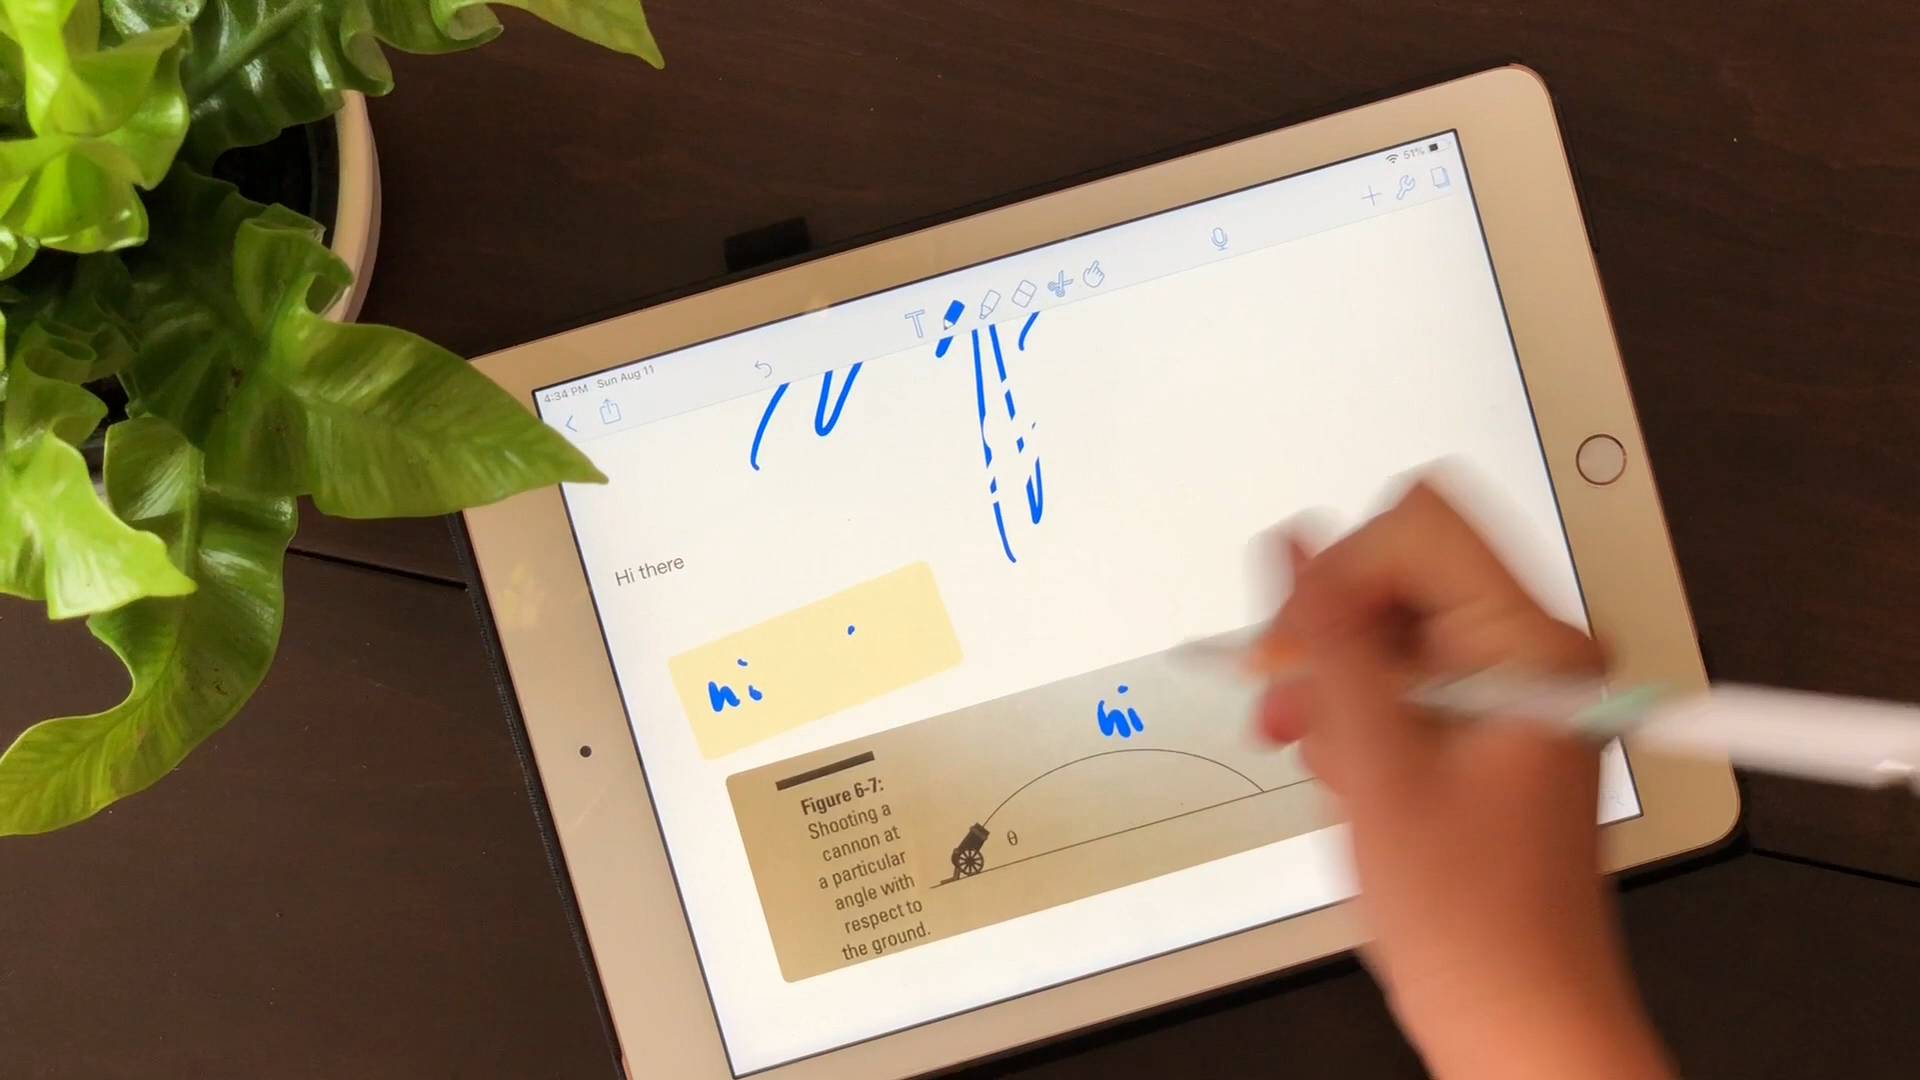 51%
4:34 PM Sun Aug 11
T
Hi there
hi
hi
Figure 6-7:
Shooting a
cannon at
a particular
angle with
respect to
the ground.
θ